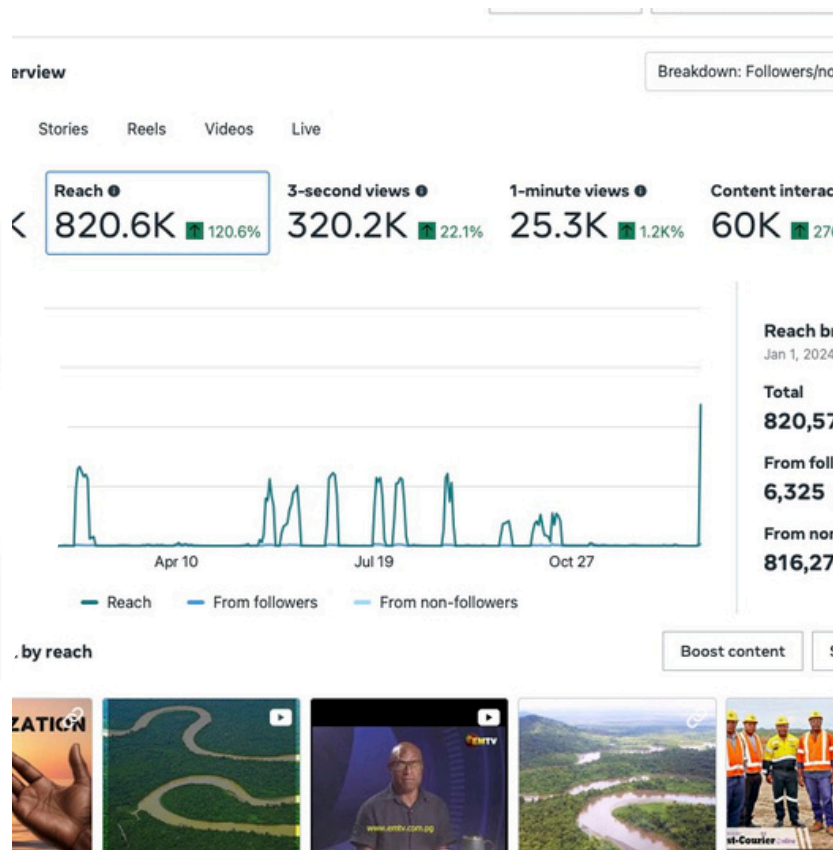 erview
Breakdown: Followers/no
Stories Reels Videos Live
Reach
3-second views
1-minute views
Content interac
K 820.6K 120.6%
320.2K 22.1%
25.3K 1.2K%
60K 276
Reach br
Jan 1, 2024
Total
820,57
From foll
6,325
From non
816,27
Apr 10 Jul 19 Oct 27
Reach From followers From non-followers
. by reach
Boost content
S
ZATION
EMTV
www.emtv.com.pg
st-Courier